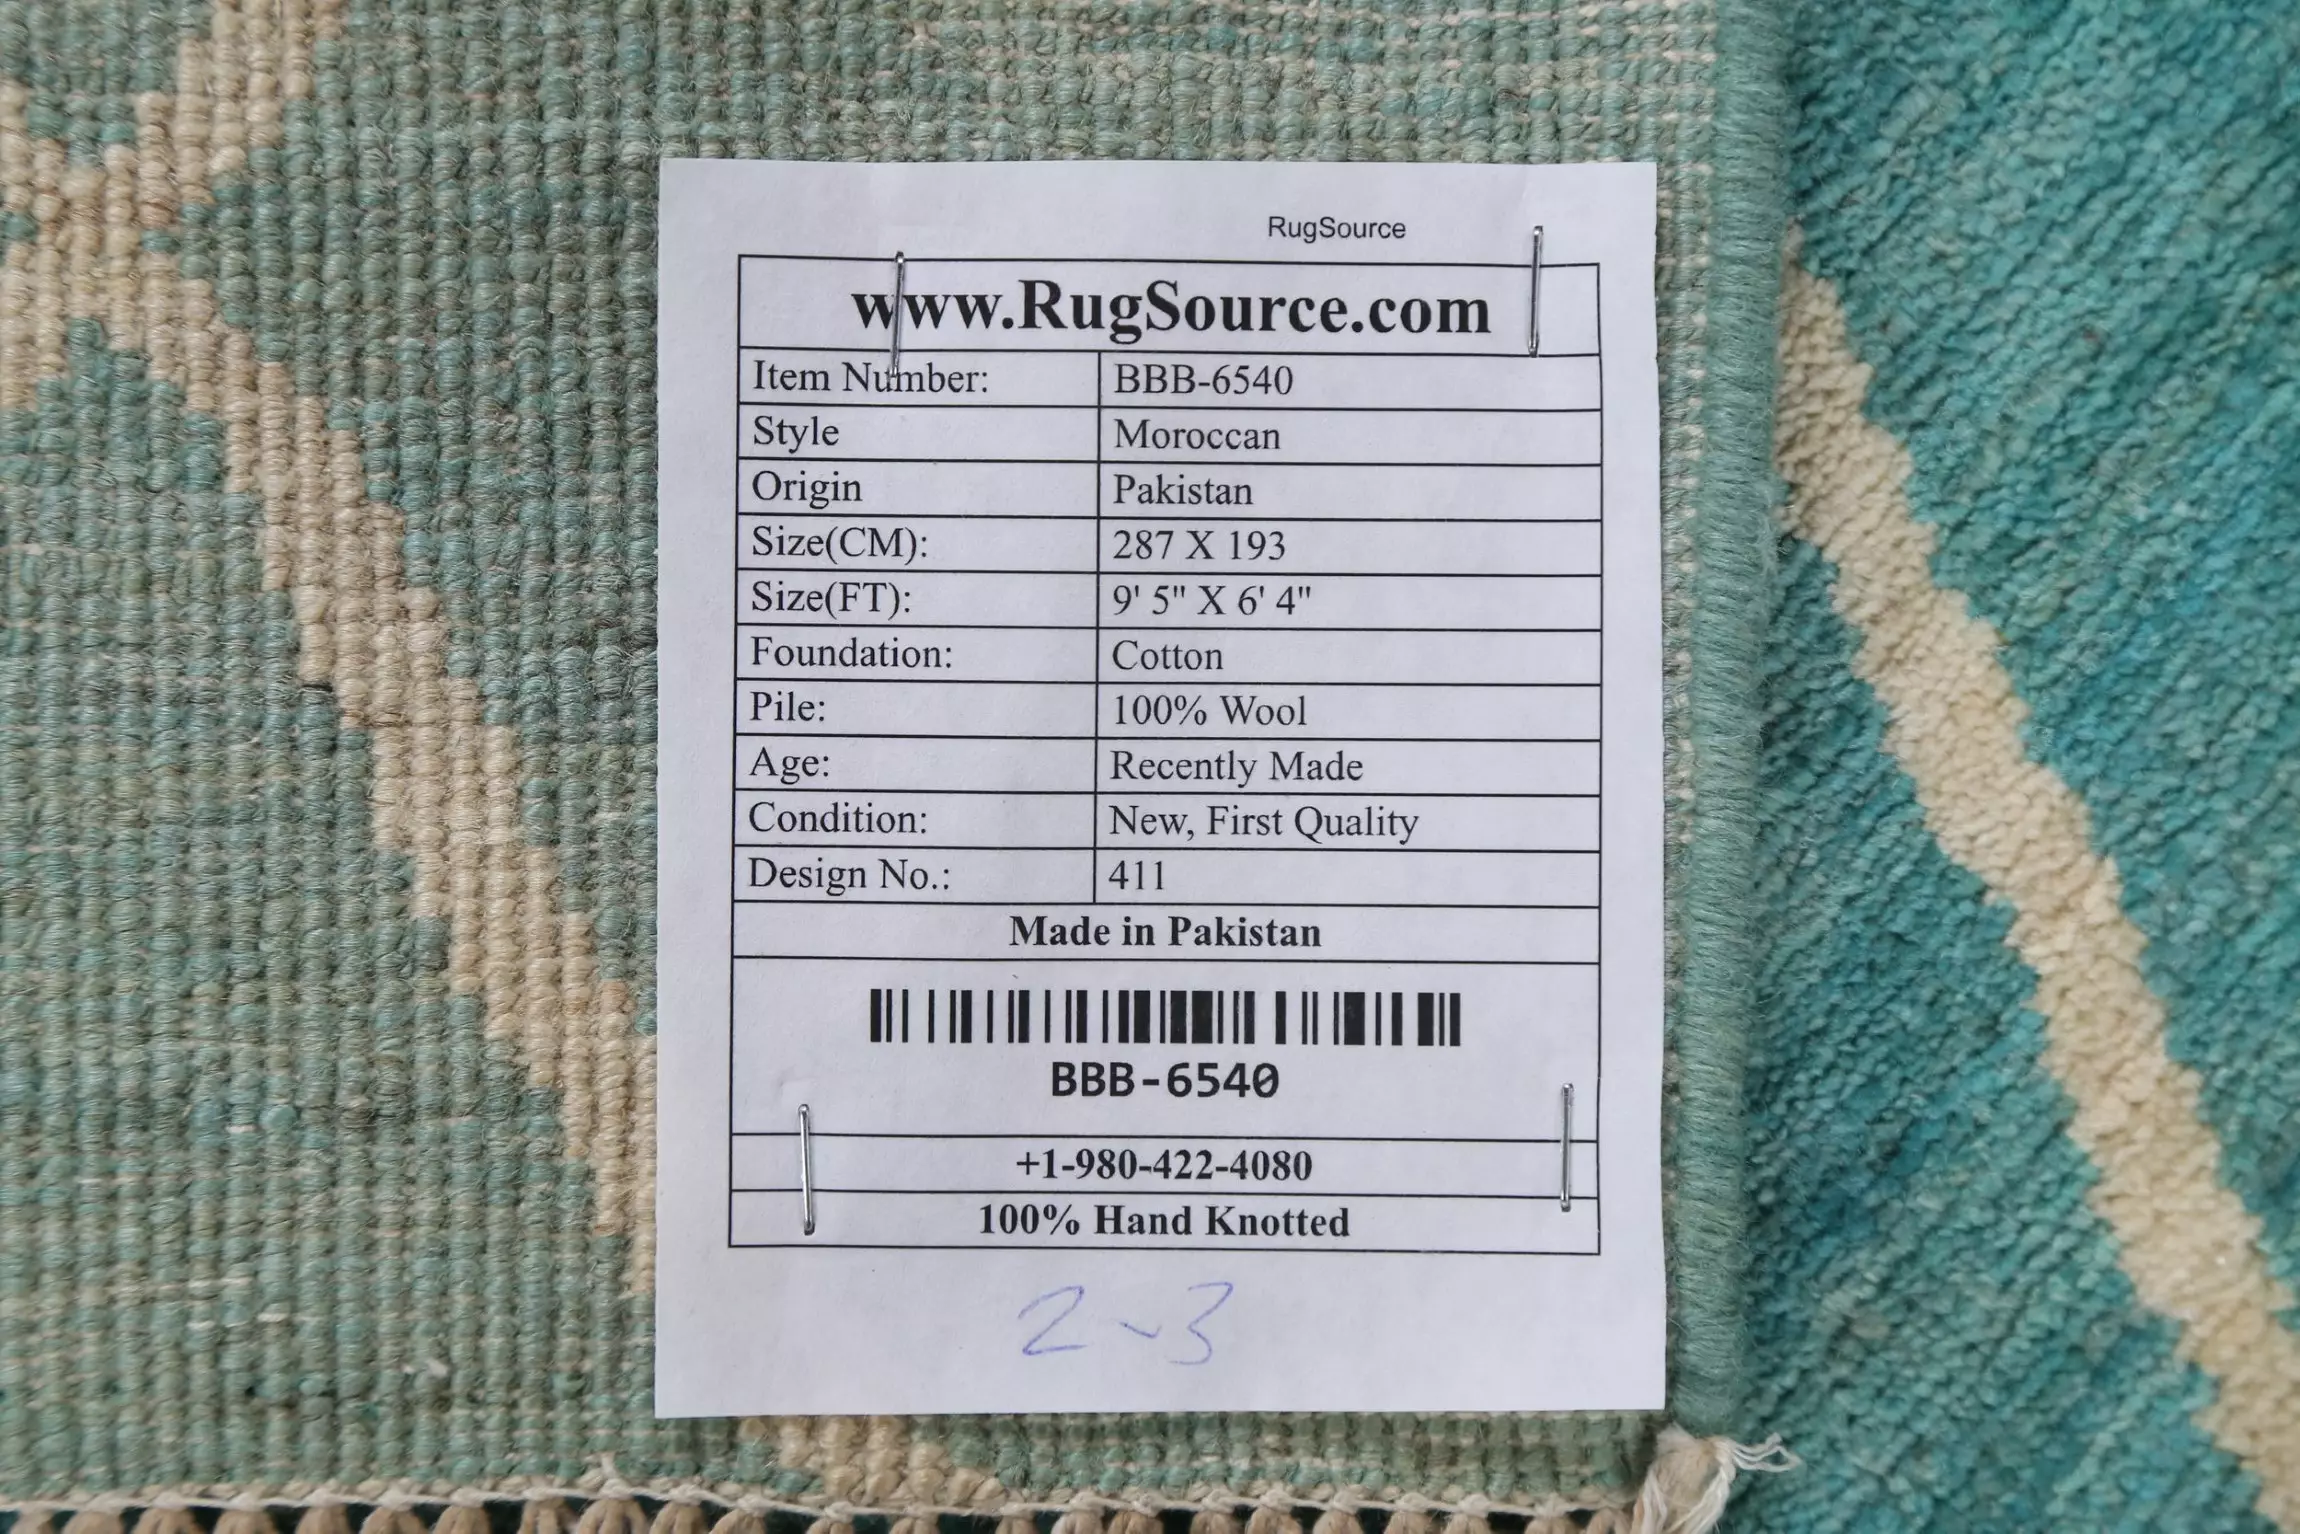 RugSource
www.RugSource.com
Item Number: BBB-6540
Style Moroccan
Origin Pakistan
Size(CM): 287 X 193
Size(FT): 9' 5" X 6' 4"
Foundation: Cotton
Pile: 100% Wool
Age: Recently Made
Condition: New, First Quality
Design No.: 411
Made in Pakistan
BBB-6540
+1-980-422-4080
100% Hand Knotted
2~3